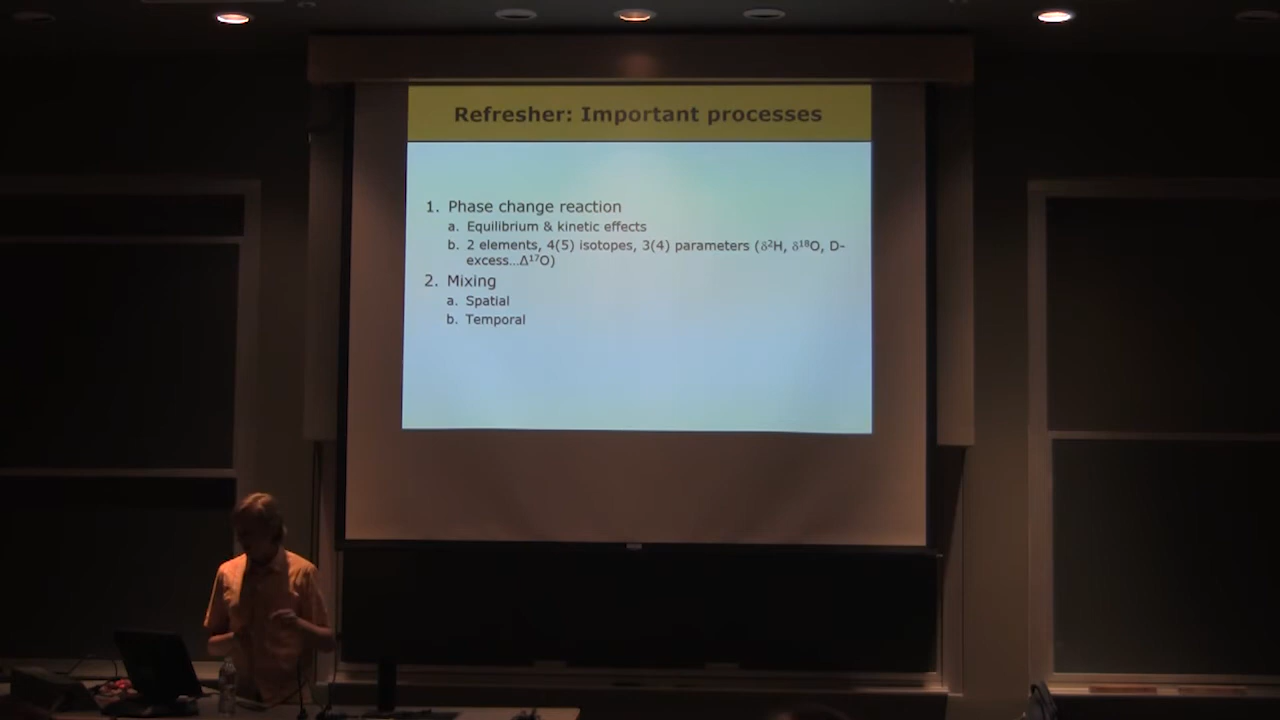 Refresher: Important processes
1. Phase change reaction
a. Equilibrium & kinetic effects
b. 2 elements, 4(5) isotopes, 3(4) parameters (δ²H, δ¹⁸O, D-
excess...Δ¹⁷O)
2. Mixing
a. Spatial
b. Temporal